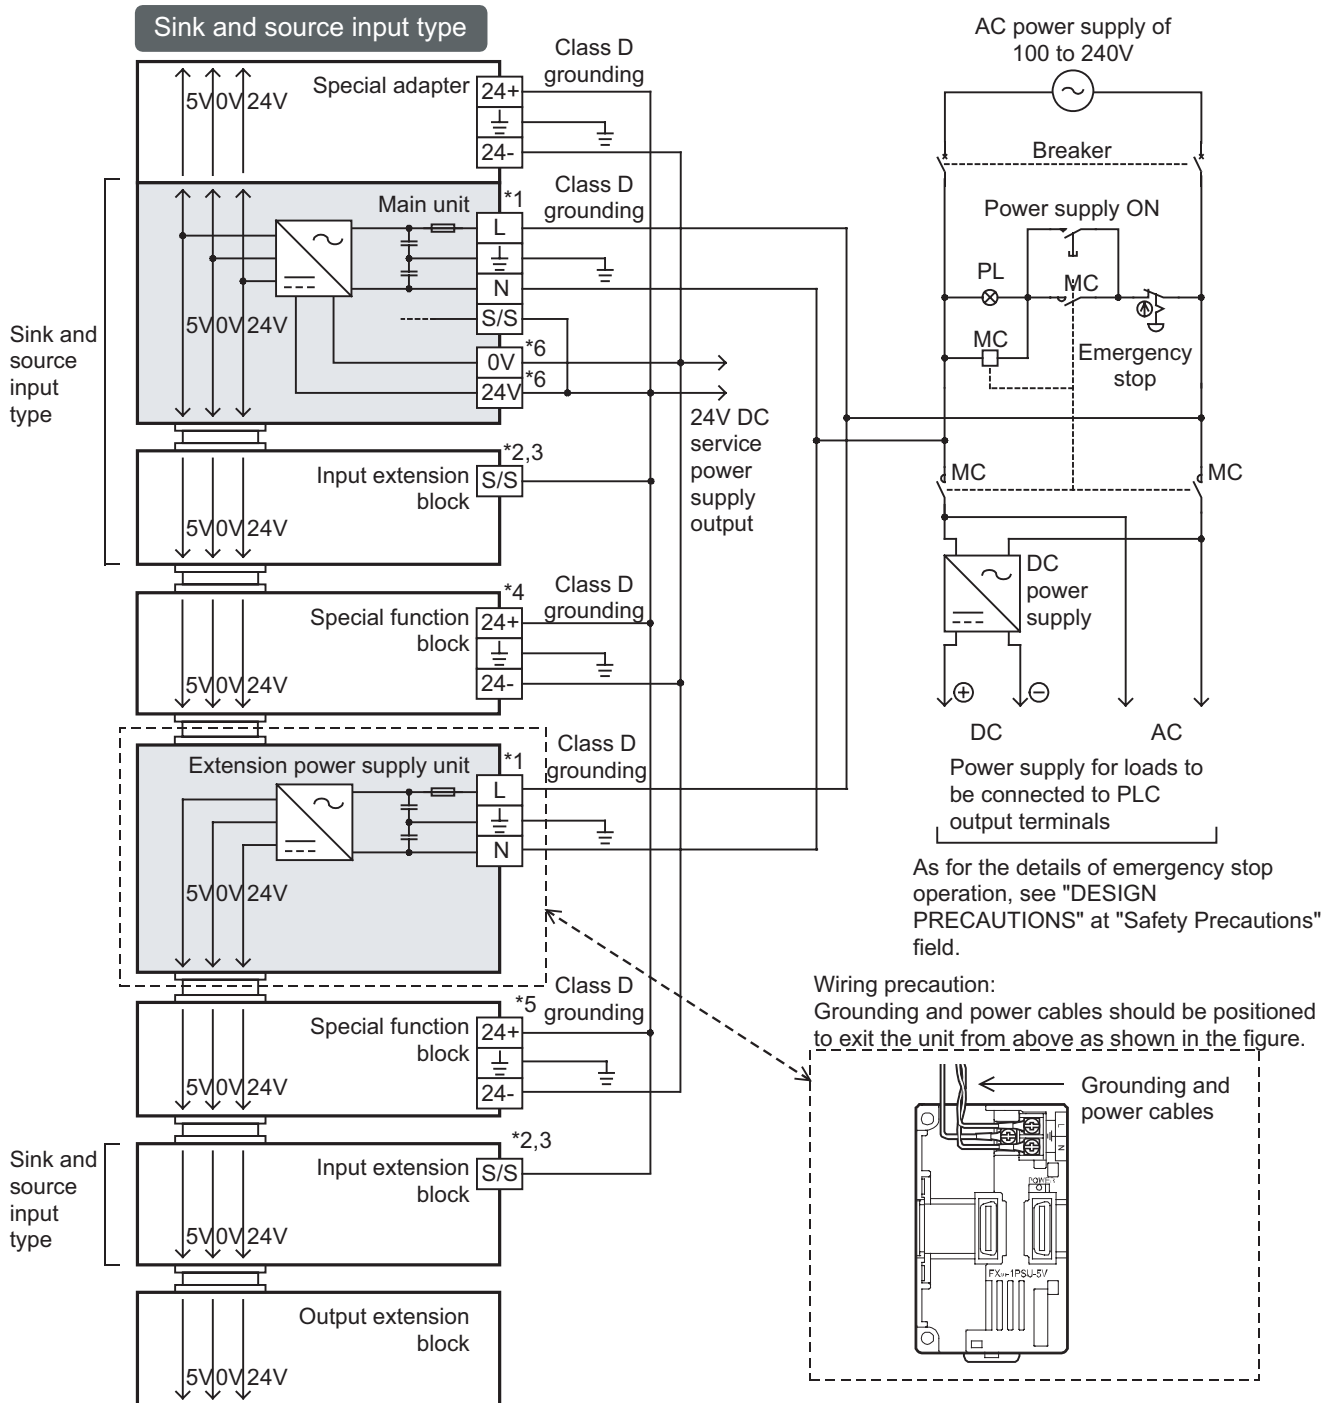 Sink and source input type
Special adapter
5V 0V 24V
24+
24-
Class D
grounding
Sink and
source
input
type
Main unit
*1
L
N
S/S
0V
*6
24V
*6
5V 0V 24V
Class D
grounding
24V DC
service
power
supply
output
Input extension
block
*2,3
S/S
5V 0V 24V
Special function
block
*4
24+
24-
5V 0V 24V
Class D
grounding
Extension power supply unit
*1
L
N
5V 0V 24V
Class D
grounding
Special function
block
*5
24+
24-
5V 0V 24V
Class D
grounding
Sink and
source
input
type
Input extension
block
*2,3
S/S
5V 0V 24V
Output extension
block
5V 0V 24V
AC power supply of
100 to 240V
Breaker
Power supply ON
PL
MC
MC
Emergency
stop
MC
MC
DC
power
supply
+
−
DC
AC
Power supply for loads to
be connected to PLC
output terminals
As for the details of emergency stop
operation, see "DESIGN
PRECAUTIONS" at "Safety Precautions"
field.
Wiring precaution:
Grounding and power cables should be positioned
to exit the unit from above as shown in the figure.
Grounding and
power cables
L
N
POWER
1PSU-5V